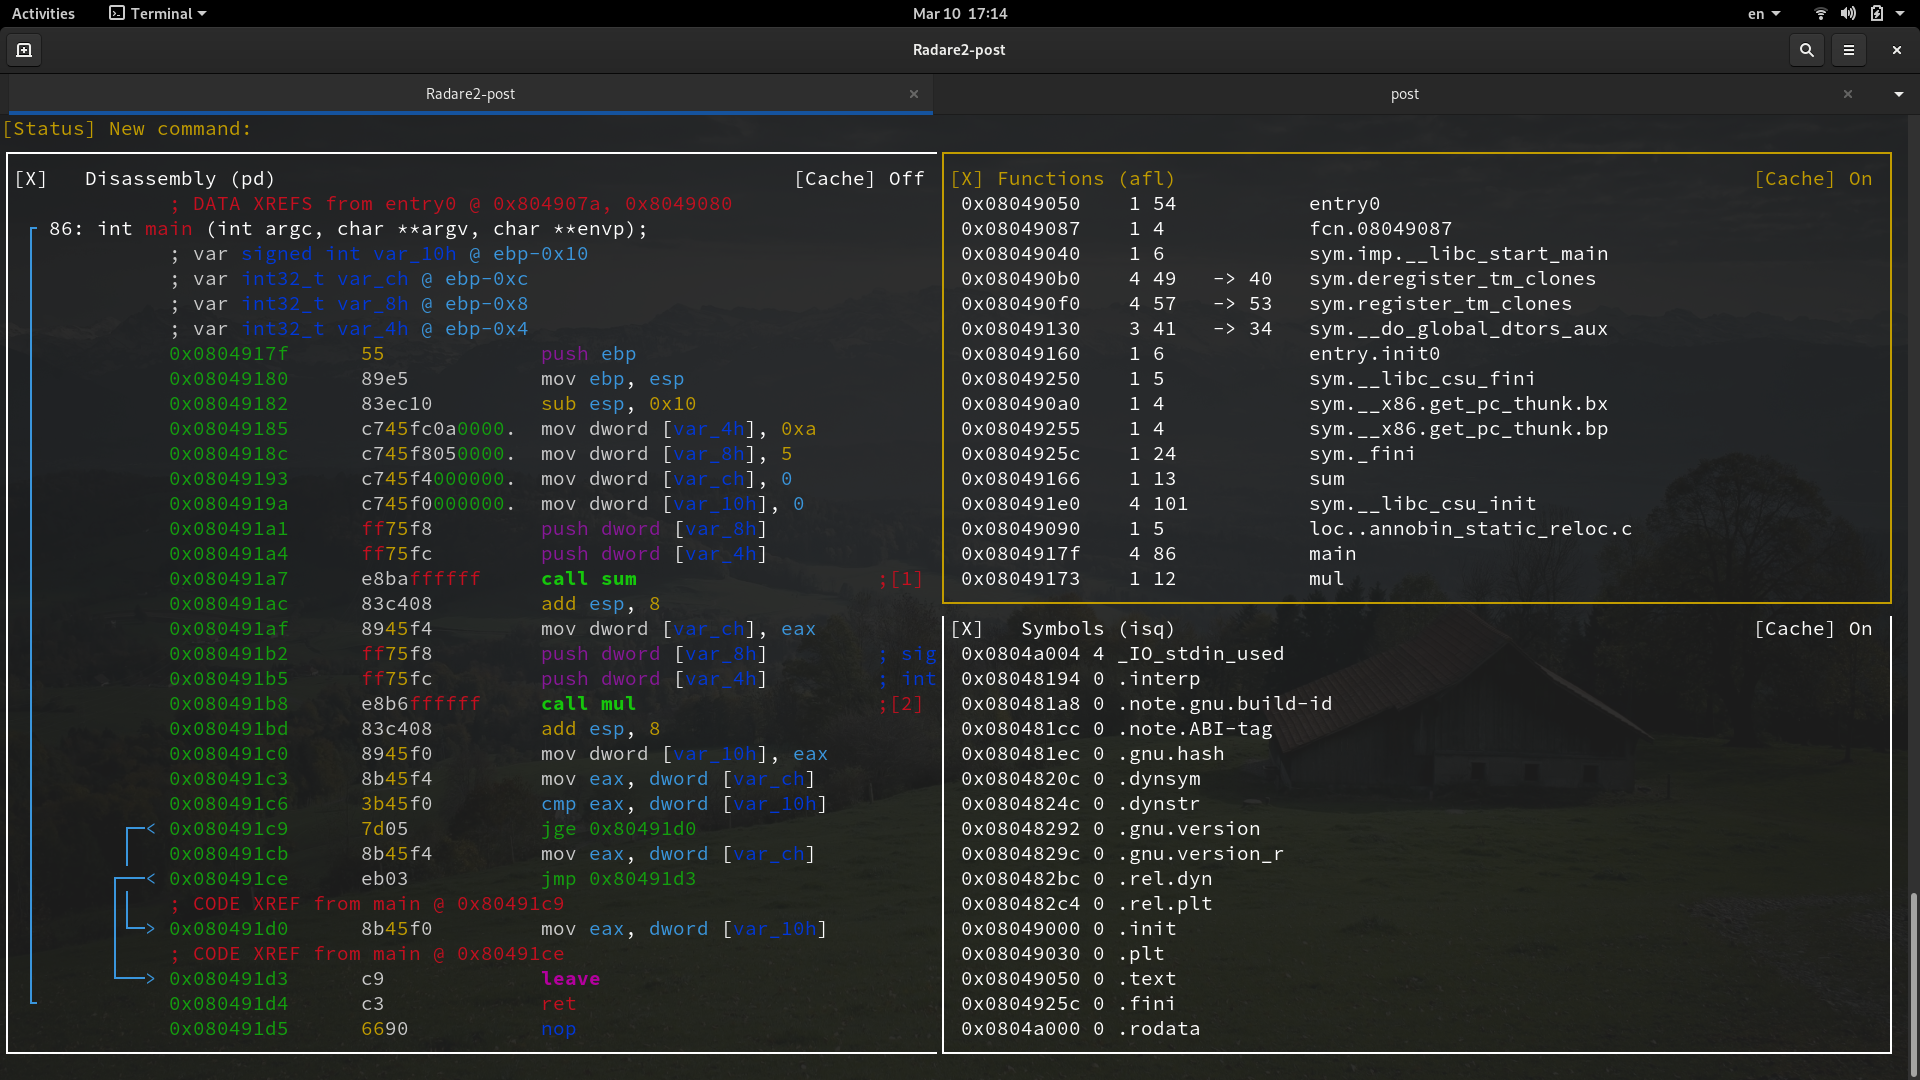 Activities Terminal Mar 10 17:14 en
Radare2-post
Radare2-post post
[Status] New command:
[X] Disassembly (pd) [Cache] Off
; DATA XREFS from entry0 @ 0x804907a, 0x8049080
86: int main (int argc, char **argv, char **envp);
; var signed int var_10h @ ebp-0x10
; var int32_t var_ch @ ebp-0xc
; var int32_t var_8h @ ebp-0x8
; var int32_t var_4h @ ebp-0x4
0x0804917f 55 push ebp
0x08049180 89e5 mov ebp, esp
0x08049182 83ec10 sub esp, 0x10
0x08049185 c745fc0a0000. mov dword [var_4h], 0xa
0x0804918c c745f8050000. mov dword [var_8h], 5
0x08049193 c745f4000000. mov dword [var_ch], 0
0x0804919a c745f0000000. mov dword [var_10h], 0
0x080491a1 ff75f8 push dword [var_8h]
0x080491a4 ff75fc push dword [var_4h]
0x080491a7 e8baffffff call sum ;[1]
0x080491ac 83c408 add esp, 8
0x080491af 8945f4 mov dword [var_ch], eax
0x080491b2 ff75f8 push dword [var_8h] ; sig
0x080491b5 ff75fc push dword [var_4h] ; int
0x080491b8 e8b6ffffff call mul ;[2]
0x080491bd 83c408 add esp, 8
0x080491c0 8945f0 mov dword [var_10h], eax
0x080491c3 8b45f4 mov eax, dword [var_ch]
0x080491c6 3b45f0 cmp eax, dword [var_10h]
< 0x080491c9 7d05 jge 0x80491d0
0x080491cb 8b45f4 mov eax, dword [var_ch]
< 0x080491ce eb03 jmp 0x80491d3
; CODE XREF from main @ 0x80491c9
> 0x080491d0 8b45f0 mov eax, dword [var_10h]
; CODE XREF from main @ 0x80491ce
> 0x080491d3 c9 leave
0x080491d4 c3 ret
0x080491d5 6690 nop
[X] Functions (afl) [Cache] On
0x08049050 1 54 entry0
0x08049087 1 4 fcn.08049087
0x08049040 1 6 sym.imp.__libc_start_main
0x080490b0 4 49 -> 40 sym.deregister_tm_clones
0x080490f0 4 57 -> 53 sym.register_tm_clones
0x08049130 3 41 -> 34 sym.__do_global_dtors_aux
0x08049160 1 6 entry.init0
0x08049250 1 5 sym.__libc_csu_fini
0x080490a0 1 4 sym.__x86.get_pc_thunk.bx
0x08049255 1 4 sym.__x86.get_pc_thunk.bp
0x0804925c 1 24 sym._fini
0x08049166 1 13 sum
0x080491e0 4 101 sym.__libc_csu_init
0x08049090 1 5 loc..annobin_static_reloc.c
0x0804917f 4 86 main
0x08049173 1 12 mul
[X] Symbols (isq) [Cache] On
0x0804a004 4 _IO_stdin_used
0x08048194 0 .interp
0x080481a8 0 .note.gnu.build-id
0x080481cc 0 .note.ABI-tag
0x080481ec 0 .gnu.hash
0x0804820c 0 .dynsym
0x0804824c 0 .dynstr
0x08048292 0 .gnu.version
0x0804829c 0 .gnu.version_r
0x080482bc 0 .rel.dyn
0x080482c4 0 .rel.plt
0x08049000 0 .init
0x08049030 0 .plt
0x08049050 0 .text
0x0804925c 0 .fini
0x0804a000 0 .rodata